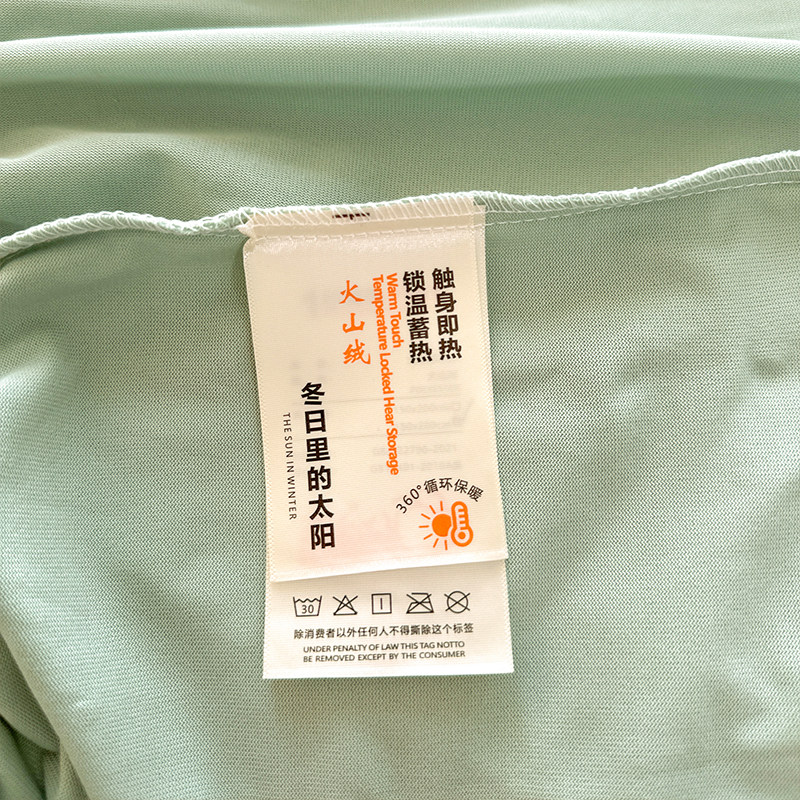 触身即热
锁温蓄热
Warm Touch
Temperature Locked Hear Storage
火山绒
冬日里的太阳
THE SUN IN WINTER
360°循环保暖
30
除消费者以外任何人不得撕除这个标签
UNDER PENALTY OF LAW THIS TAG NOTTO
BE REMOVED EXCEPT BY THE CONSUMER